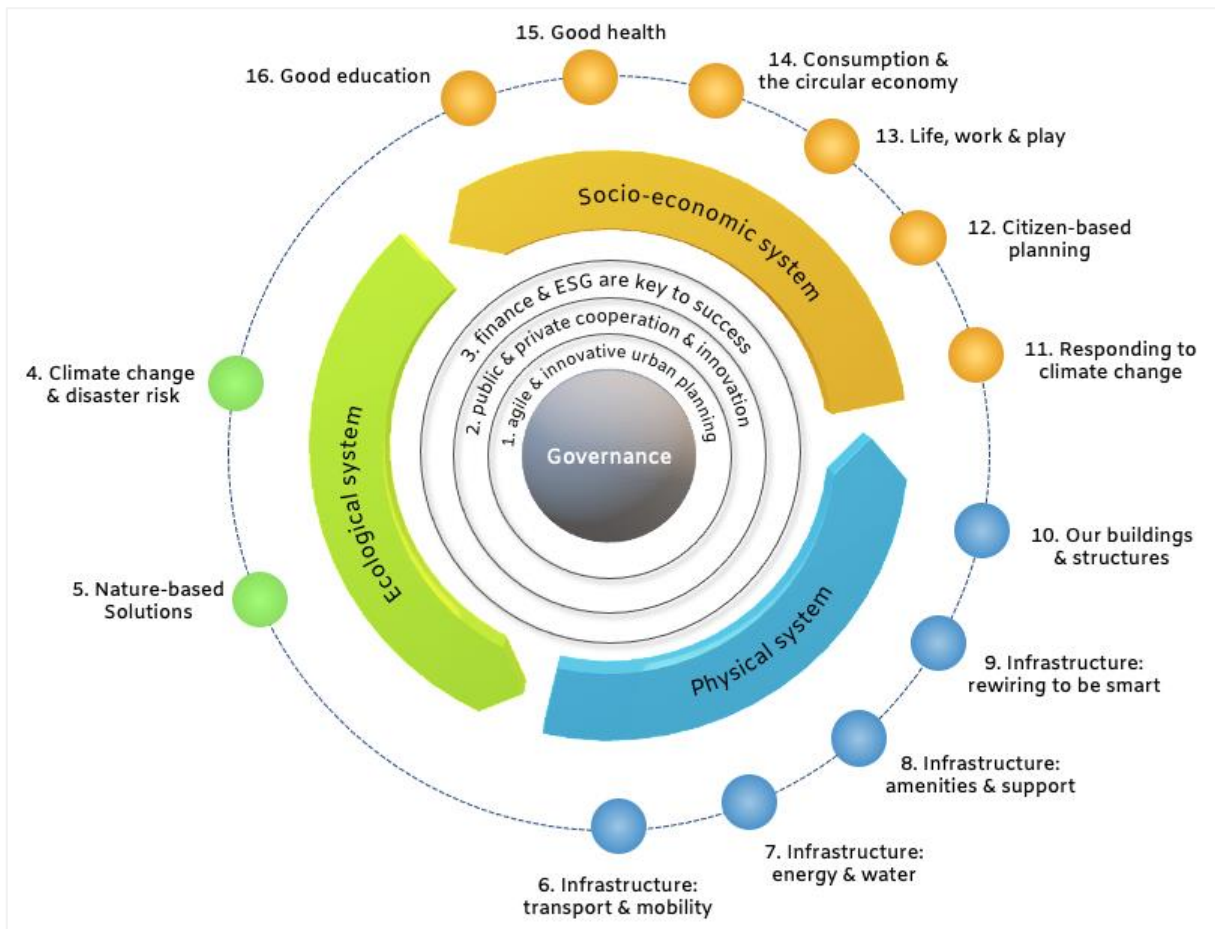 15. Good health
16. Good education
14. Consumption &
the circular economy
13. Life, work & play
12. Citizen-based
planning
11. Responding to
climate change
Socio-economic system
3. finance & ESG are key to success
2. public & private cooperation & innovation
1. agile & innovative urban planning
Governance
4. Climate change
& disaster risk
Ecological system
5. Nature-based
Solutions
Physical system
10. Our buildings
& structures
9. Infrastructure:
rewiring to be smart
8. Infrastructure:
amenities & support
7. Infrastructure:
energy & water
6. Infrastructure:
transport & mobility